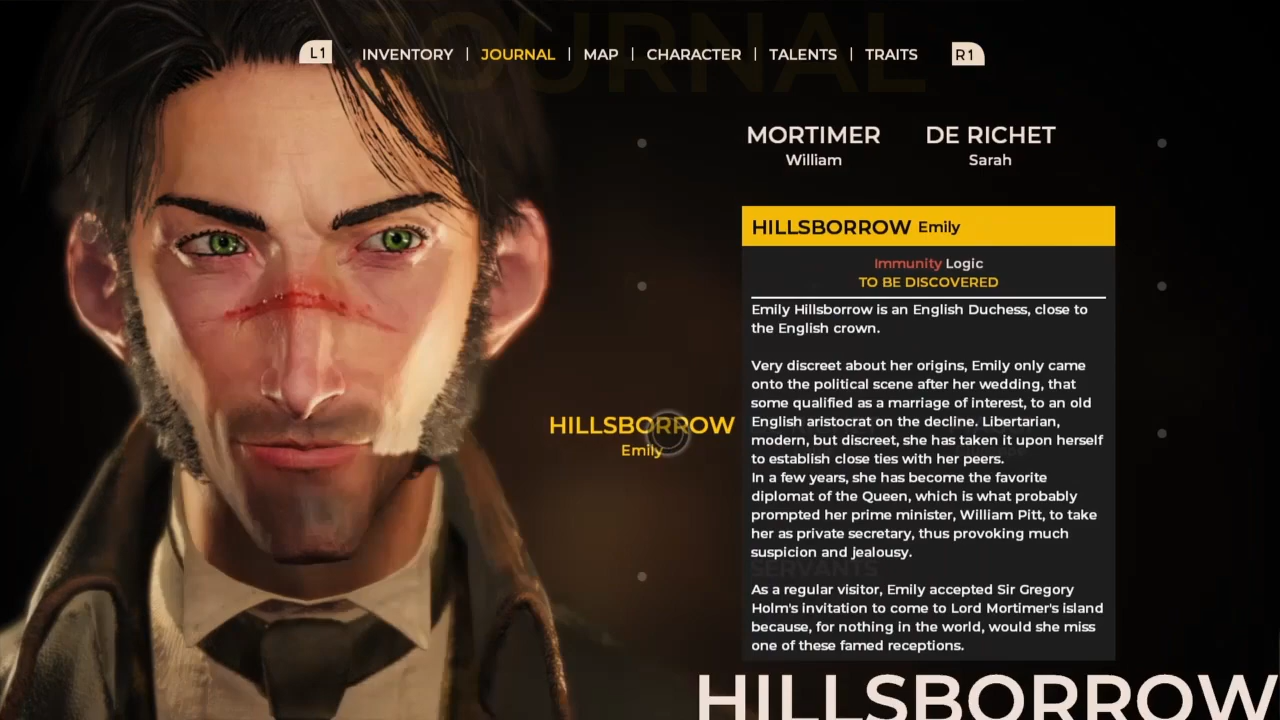 JOURNAL
L1 INVENTORY | JOURNAL | MAP | CHARACTER | TALENTS | TRAITS R1
MORTIMER DE RICHET
William Sarah
HILLSBORROW Emily
Immunity Logic
TO BE DISCOVERED
Emily Hillsborrow is an English Duchess, close to
the English crown.
Very discreet about her origins, Emily only came
onto the political scene after her wedding, that
some qualified as a marriage of interest, to an old
English aristocrat on the decline. Libertarian,
modern, but discreet, she has taken it upon herself
to establish close ties with her peers.
In a few years, she has become the favorite
diplomat of the Queen, which is what probably
prompted her prime minister, William Pitt, to take
her as private secretary, thus provoking much
suspicion and jealousy.
As a regular visitor, Emily accepted Sir Gregory
Holm's invitation to come to Lord Mortimer's island
because, for nothing in the world, would she miss
one of these famed receptions.
HILLSBORROW
Emily
SERVANTS
HILLSBORROW